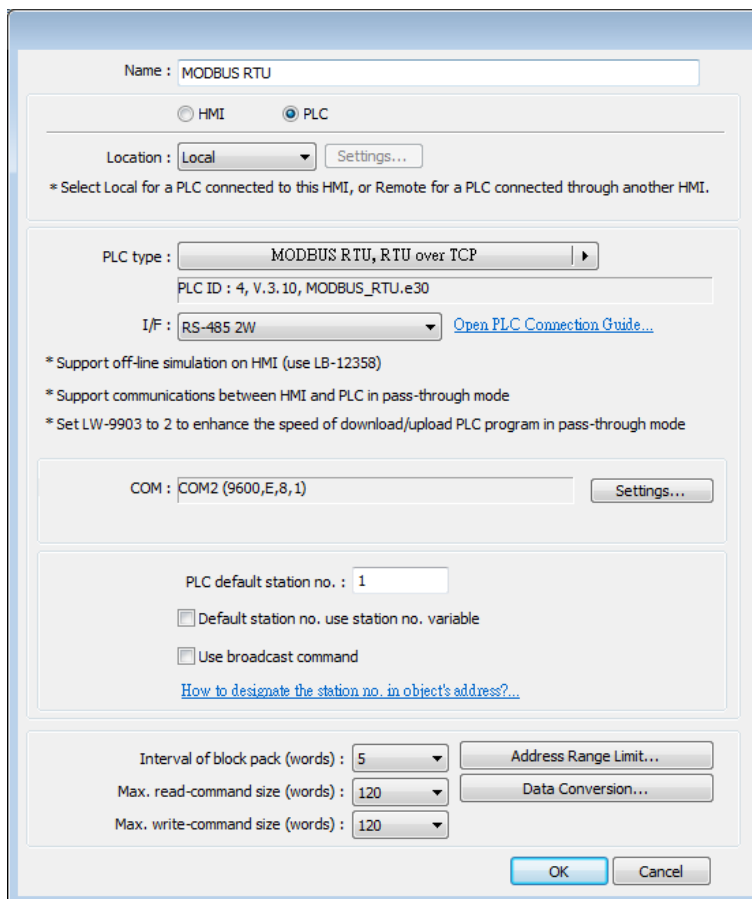 Name : MODBUS RTU
HMI PLC
Location : Local Settings...
* Select Local for a PLC connected to this HMI, or Remote for a PLC connected through another HMI.
PLC type : MODBUS RTU, RTU over TCP
PLC ID : 4, V.3.10, MODBUS_RTU.e30
I/F : RS-485 2W Open PLC Connection Guide...
* Support off-line simulation on HMI (use LB-12358)
* Support communications between HMI and PLC in pass-through mode
* Set LW-9903 to 2 to enhance the speed of download/upload PLC program in pass-through mode
COM : COM2 (9600,E,8,1) Settings...
PLC default station no. : 1
Default station no. use station no. variable
Use broadcast command
How to designate the station no. in object's address?...
Interval of block pack (words) : 5 Address Range Limit...
Max. read-command size (words) : 120 Data Conversion...
Max. write-command size (words) : 120
OK Cancel